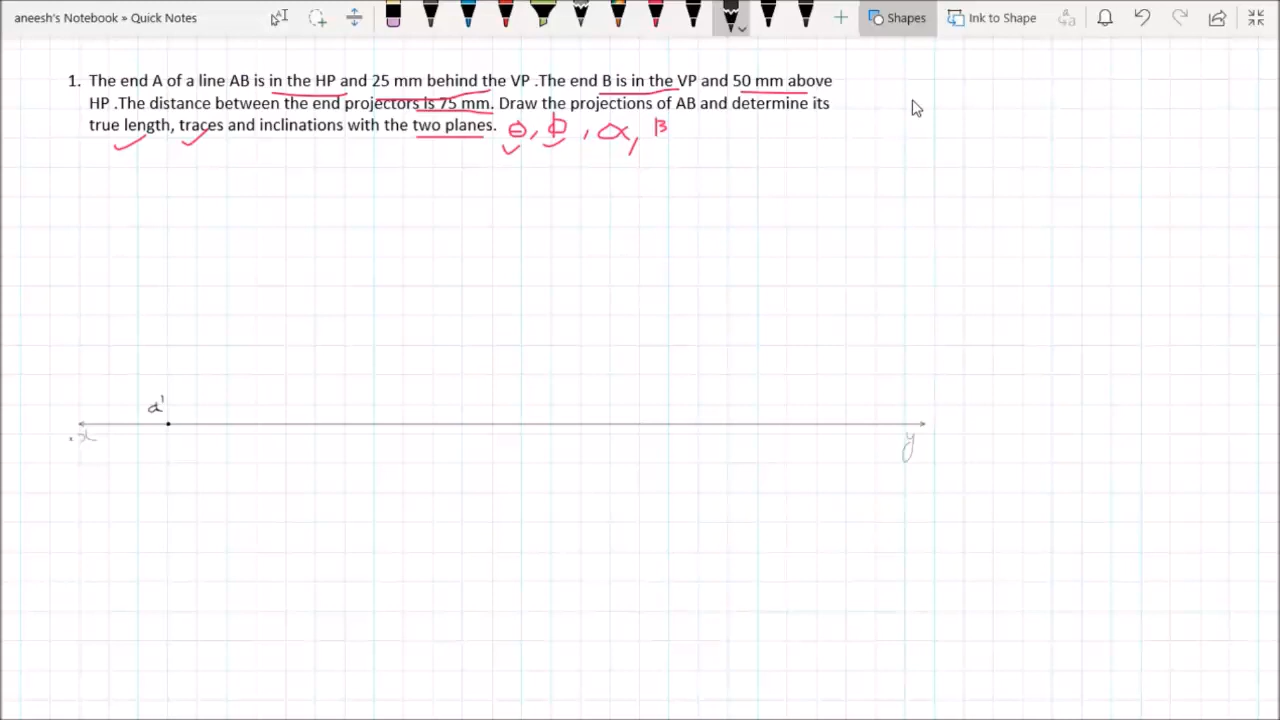 aneesh's Notebook » Quick Notes
Shapes
Ink to Shape
1. The end A of a line AB is in the HP and 25 mm behind the VP .The end B is in the VP and 50 mm above
HP .The distance between the end projectors is 75 mm. Draw the projections of AB and determine its
true length, traces and inclinations with the two planes. θ, ϕ, α, B
a'
x
y